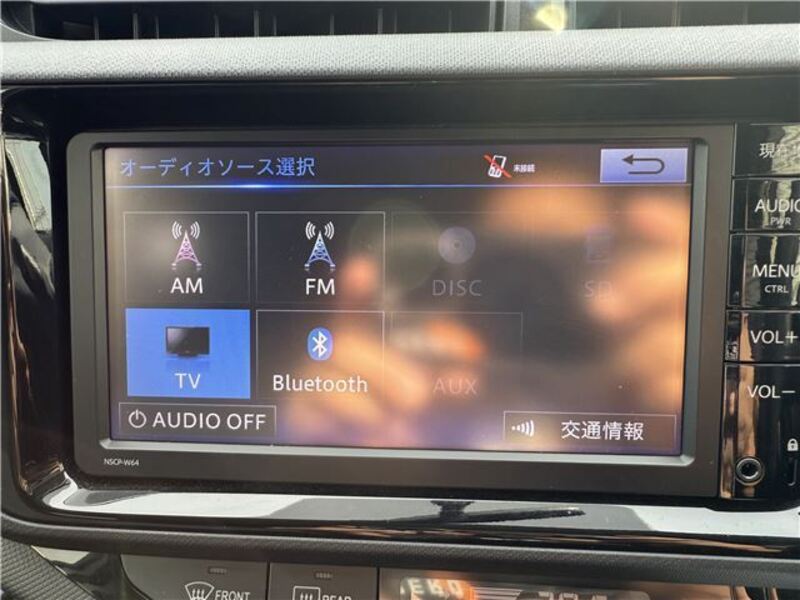 オーディオソース選択
未接続
AM
FM
DISC
SD
TV
Bluetooth
AUX
AUDIO OFF
交通情報
NSCP-W64
現在
AUDIO
PWR
MENU
CTRL
VOL+
VOL−
FRONT
REAR